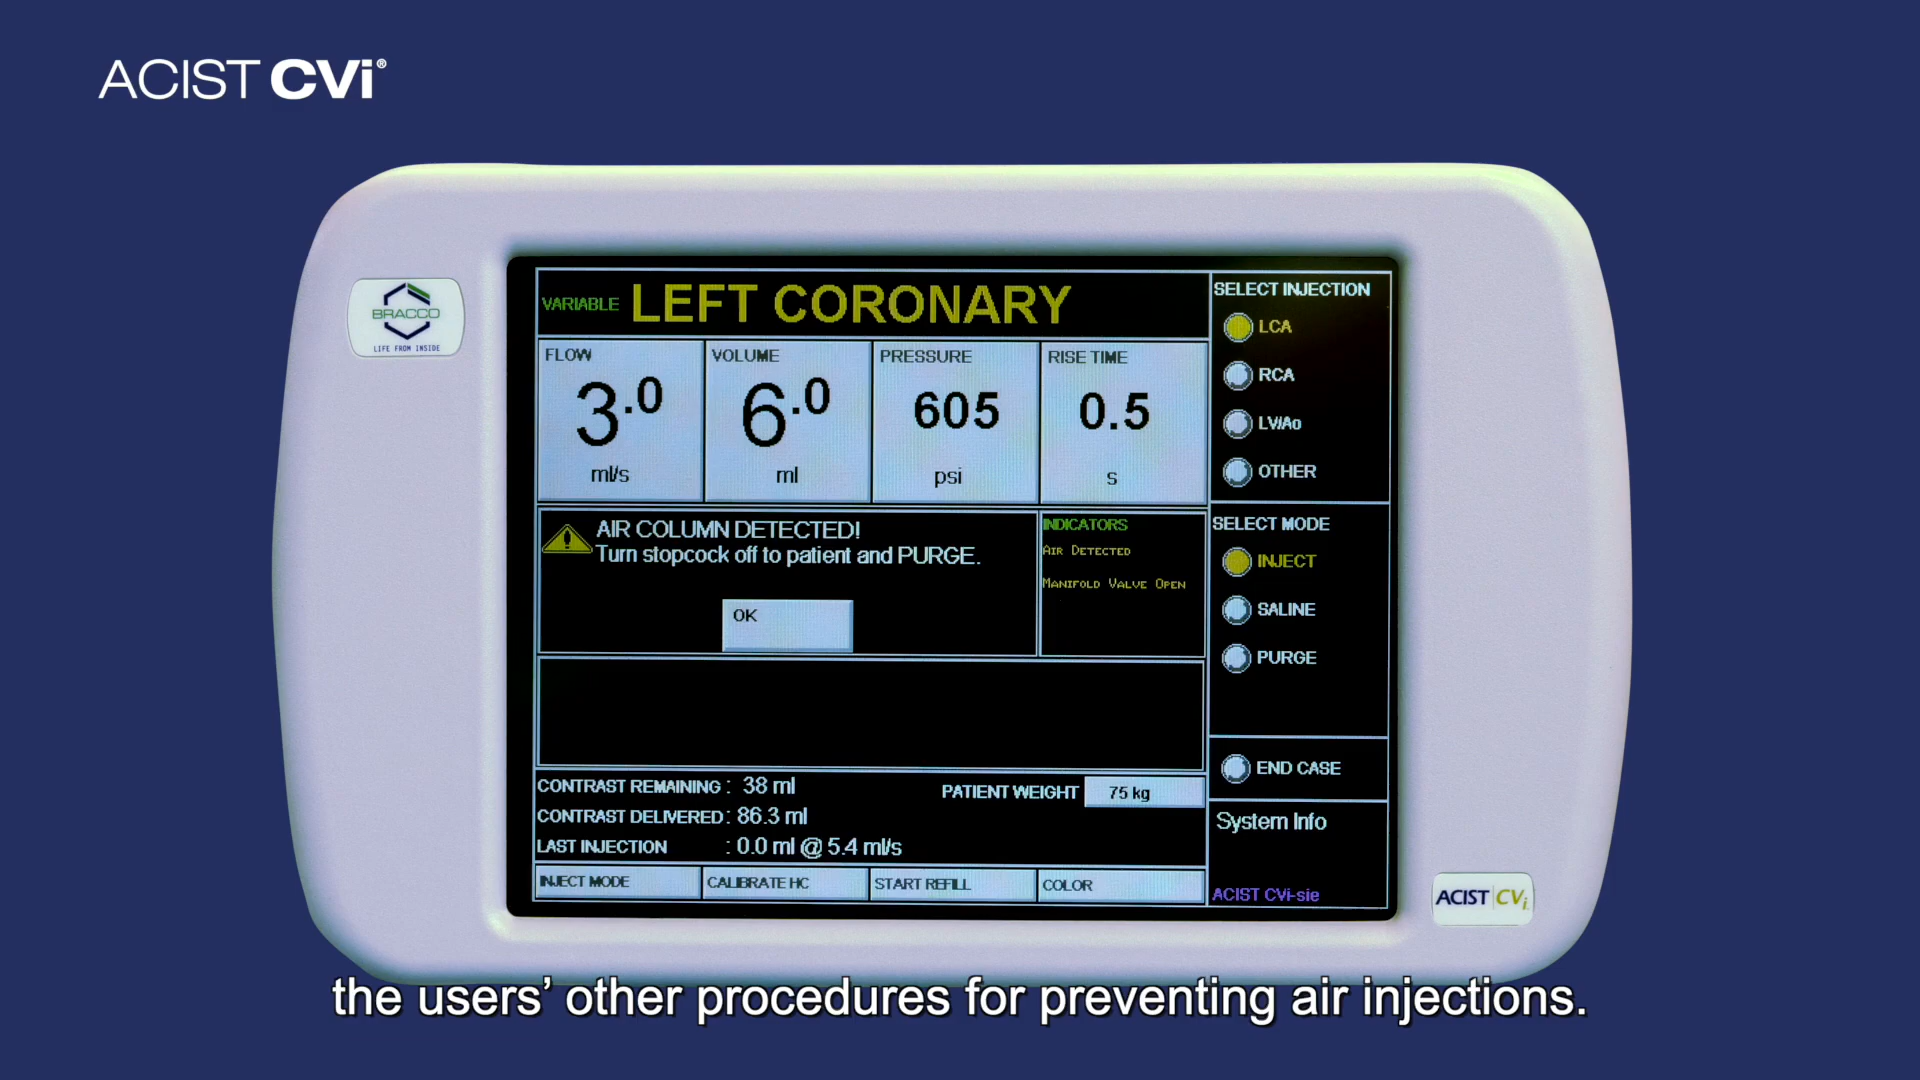 ACIST CVi®
BRACCO
LIFE FROM INSIDE
VARIABLE LEFT CORONARY
FLOW
3.0
ml/s
VOLUME
6.0
ml
PRESSURE
605
psi
RISE TIME
0.5
s
AIR COLUMN DETECTED!
Turn stopcock off to patient and PURGE.
OK
INDICATORS
AIR DETECTED
MANIFOLD VALVE OPEN
SELECT INJECTION
LCA
RCA
LV/Ao
OTHER
SELECT MODE
INJECT
SALINE
PURGE
END CASE
CONTRAST REMAINING : 38 ml
PATIENT WEIGHT 75 kg
CONTRAST DELIVERED : 86.3 ml
LAST INJECTION : 0.0 ml @ 5.4 ml/s
INJECT MODE
CALIBRATE HC
START REFILL
COLOR
System Info
ACIST CVi-sie
ACIST CVi
the users’ other procedures for preventing air injections.